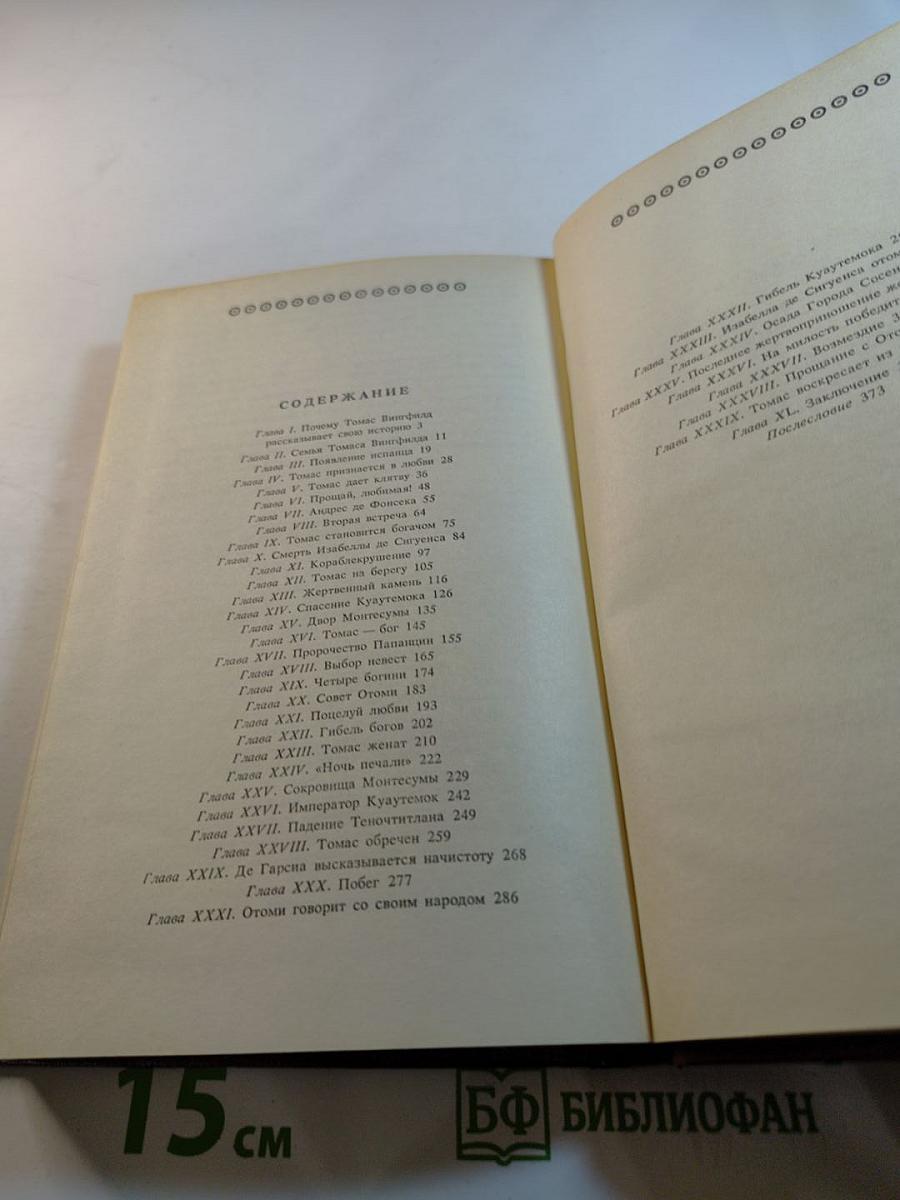 СОДЕРЖАНИЕ
Глава I. Почему Томас Вингфилд
рассказывает свою историю 3
Глава II. Семья Томаса Вингфилда 11
Глава III. Появление испанца 19
Глава IV. Томас признается в любви 28
Глава V. Томас дает клятву 36
Глава VI. Прощай, любимая! 48
Глава VII. Андрес де Фонсека 55
Глава VIII. Вторая встреча 64
Глава IX. Томас становится богачом 75
Глава X. Смерть Изабеллы де Сигуенса 84
Глава XI. Кораблекрушение 97
Глава XII. Томас на берегу 105
Глава XIII. Жертвенный камень 116
Глава XIV. Спасение Куаутемока 126
Глава XV. Двор Монтесумы 135
Глава XVI. Томас — бог 145
Глава XVII. Пророчество Папанцин 155
Глава XVIII. Выбор невест 165
Глава XIX. Четыре богини 174
Глава XX. Совет Отоми 183
Глава XXI. Поцелуй любви 193
Глава XXII. Гибель богов 202
Глава XXIII. Томас женат 210
Глава XXIV. «Ночь печали» 222
Глава XXV. Сокровища Монтесумы 229
Глава XXVI. Император Куаутемок 242
Глава XXVII. Падение Теночтитлана 249
Глава XXVIII. Томас обречен 259
Глава XXIX. Де Гарсиа высказывается начистоту 268
Глава XXX. Побег 277
Глава XXXI. Отоми говорит со своим народом 286
Глава XXXII. Гибель Куаутемока
Глава XXXIII. Изабелла де Сигуенса
Глава XXXIV. Осада Города
Глава XXXV. Последнее жертвоприношение
Глава XXXVI. На милость
Глава XXXVII. Возмездие
Глава XXXVIII. Прощание с
Глава XXXIX. Томас воскресает из
Глава XL. Заключение
Послесловие 373
15 см
БФ БИБЛИОФАН